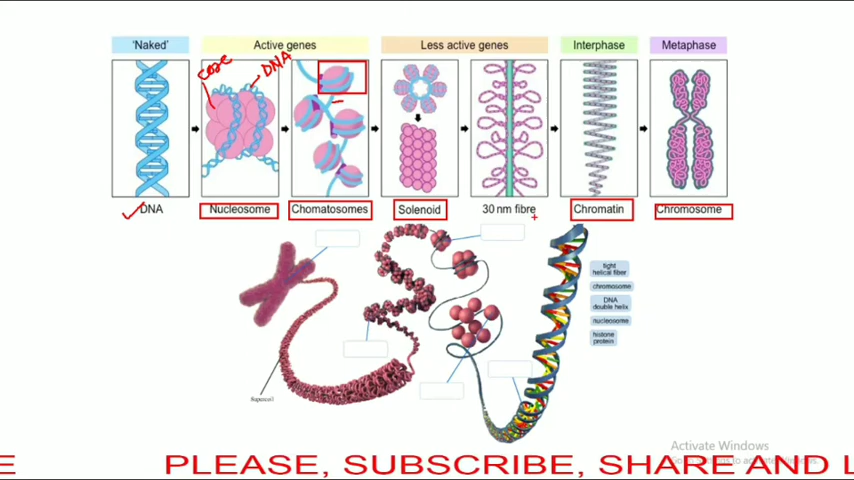 'Naked'
Active genes
Less active genes
Interphase
Metaphase
core
DNA
DNA
Nucleosome
Chomatosomes
Solenoid
30 nm fibre
Chromatin
Chromosome
tight
helical fiber
chromosome
DNA
double helix
nucleosome
histone
protein
Supercoil
Activate Windows
PLEASE, SUBSCRIBE, SHARE AND L
E